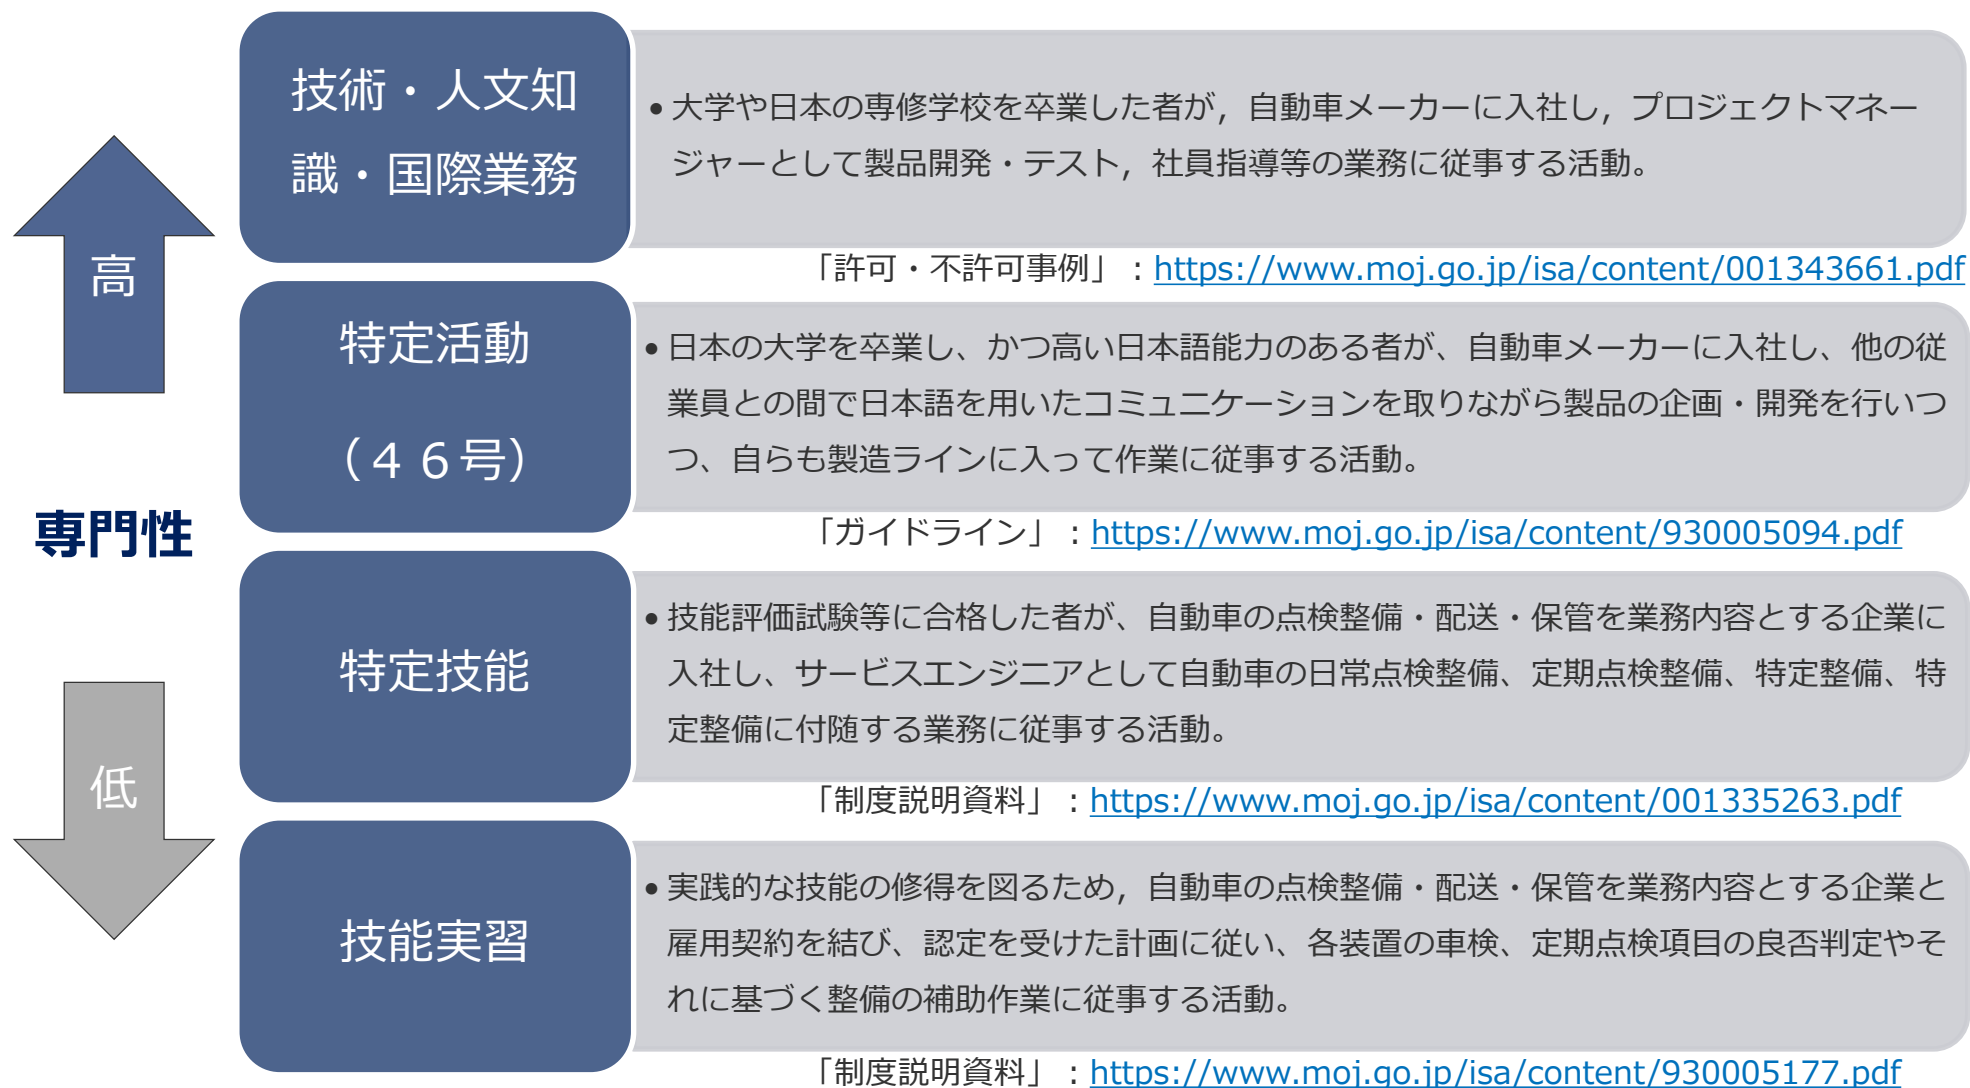 技術・人文知
識・国際業務
• 大学や日本の専修学校を卒業した者が，自動車メーカーに入社し，プロジェクトマネー
ジャーとして製品開発・テスト，社員指導等の業務に従事する活動。
「許可・不許可事例」：https://www.moj.go.jp/isa/content/001343661.pdf
高
特定活動
（４６号）
• 日本の大学を卒業し、かつ高い日本語能力のある者が、自動車メーカーに入社し、他の従
業員との間で日本語を用いたコミュニケーションを取りながら製品の企画・開発を行いつ
つ、自らも製造ラインに入って作業に従事する活動。
「ガイドライン」：https://www.moj.go.jp/isa/content/930005094.pdf
専門性
特定技能
• 技能評価試験等に合格した者が、自動車の点検整備・配送・保管を業務内容とする企業に
入社し、サービスエンジニアとして自動車の日常点検整備、定期点検整備、特定整備、特
定整備に付随する業務に従事する活動。
「制度説明資料」：https://www.moj.go.jp/isa/content/001335263.pdf
低
技能実習
• 実践的な技能の修得を図るため，自動車の点検整備・配送・保管を業務内容とする企業と
雇用契約を結び、認定を受けた計画に従い、各装置の車検、定期点検項目の良否判定やそ
れに基づく整備の補助作業に従事する活動。
「制度説明資料」：https://www.moj.go.jp/isa/content/930005177.pdf